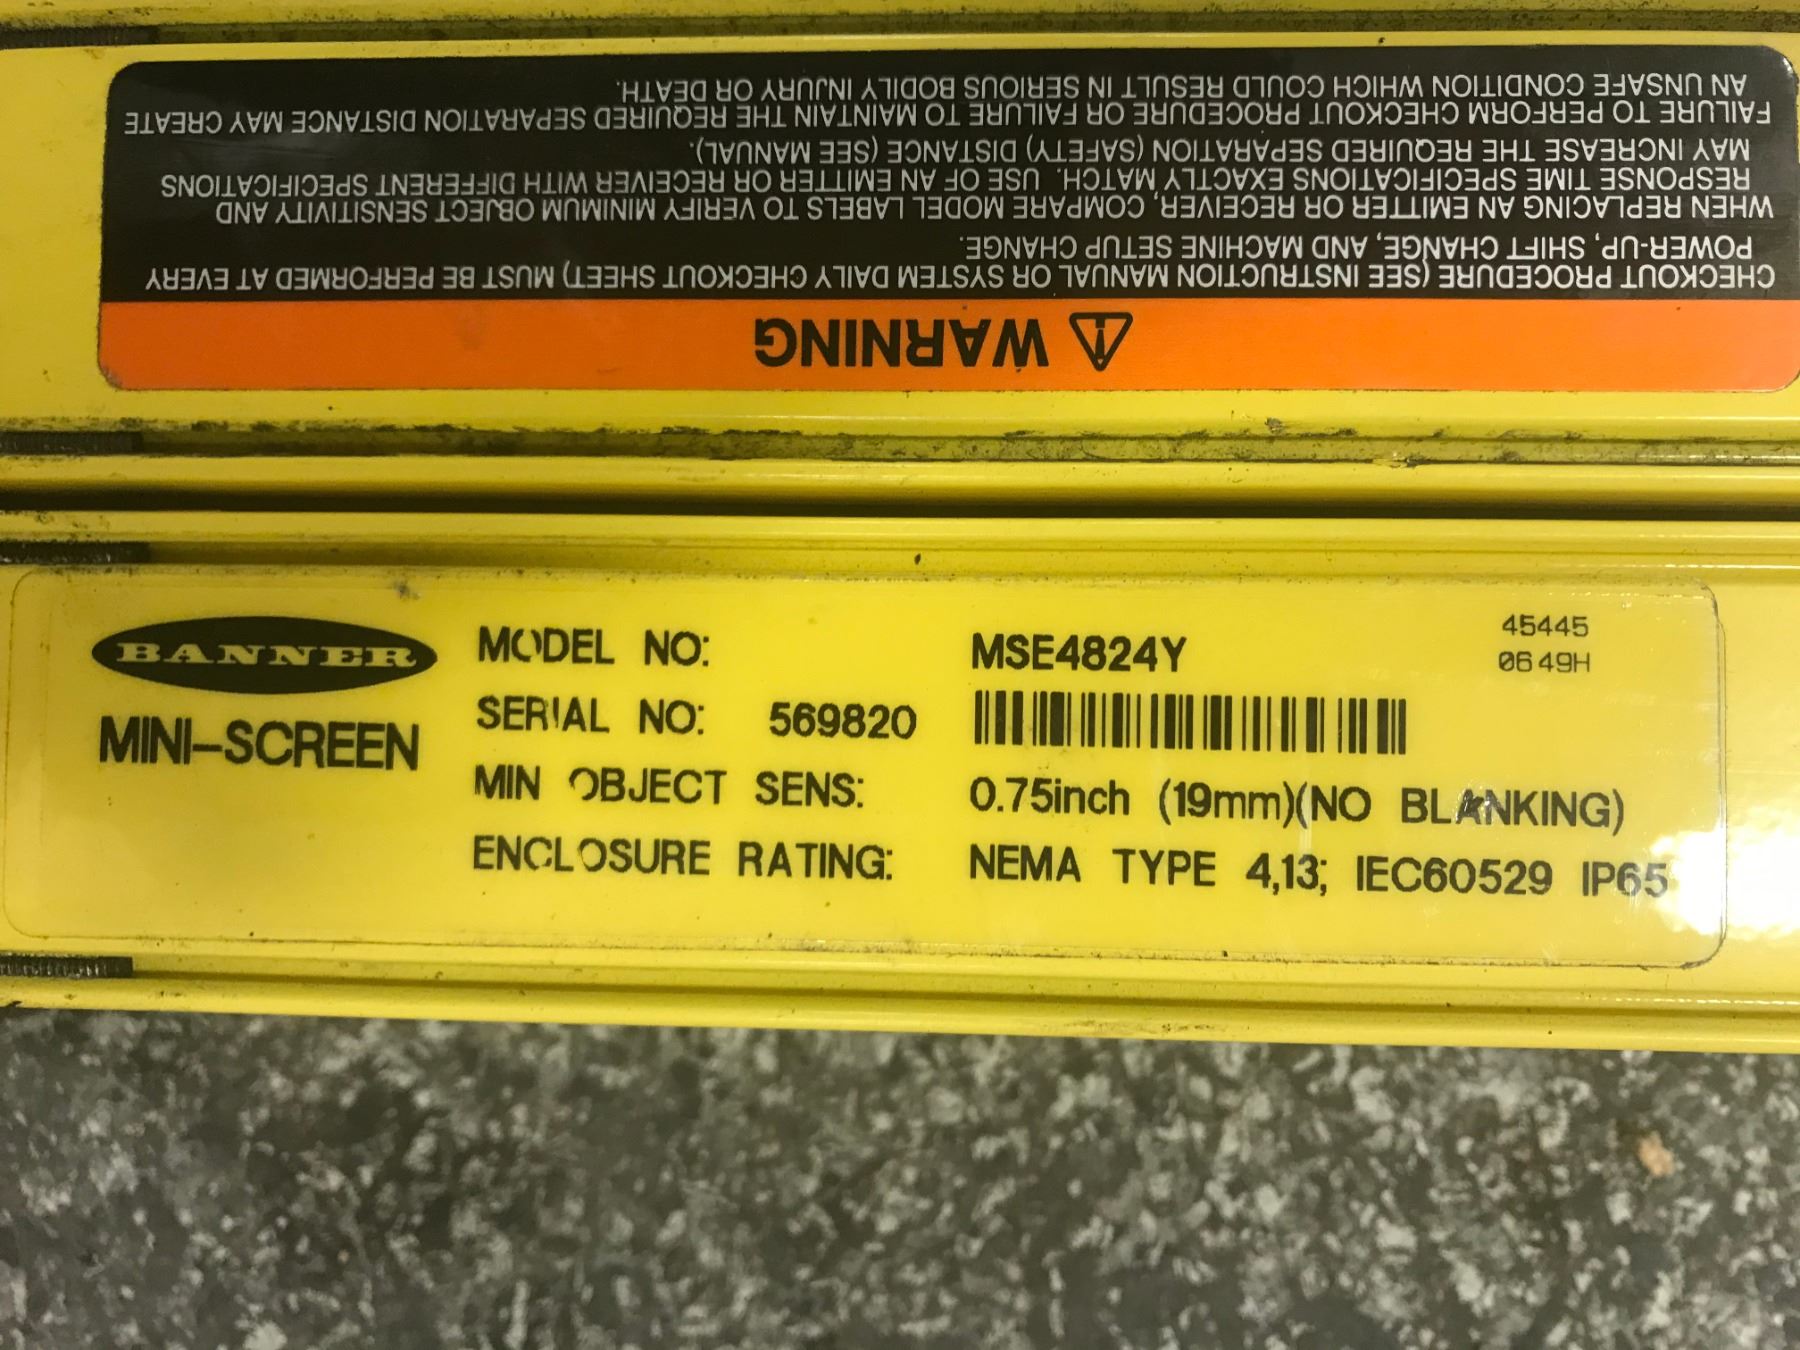 ⚠ WARNING
CHECKOUT PROCEDURE (SEE INSTRUCTION MANUAL OR SYSTEM DAILY CHECKOUT SHEET) MUST BE PERFORMED AT EVERY
POWER-UP, SHIFT CHANGE, AND MACHINE SETUP CHANGE.
WHEN REPLACING AN EMITTER OR RECEIVER, COMPARE MODEL LABELS TO VERIFY MINIMUM OBJECT SENSITIVITY AND
RESPONSE TIME SPECIFICATIONS EXACTLY MATCH. USE OF AN EMITTER OR RECEIVER WITH DIFFERENT SPECIFICATIONS
MAY INCREASE THE REQUIRED SEPARATION (SAFETY) DISTANCE (SEE MANUAL).
FAILURE TO PERFORM CHECKOUT PROCEDURE OR FAILURE TO MAINTAIN THE REQUIRED SEPARATION DISTANCE MAY CREATE
AN UNSAFE CONDITION WHICH COULD RESULT IN SERIOUS BODILY INJURY OR DEATH.
BANNER
MINI-SCREEN
MODEL NO: MSE4824Y
45445
0649H
SERIAL NO: 569820
MIN OBJECT SENS: 0.75inch (19mm)(NO BLANKING)
ENCLOSURE RATING: NEMA TYPE 4,13; IEC60529 IP65